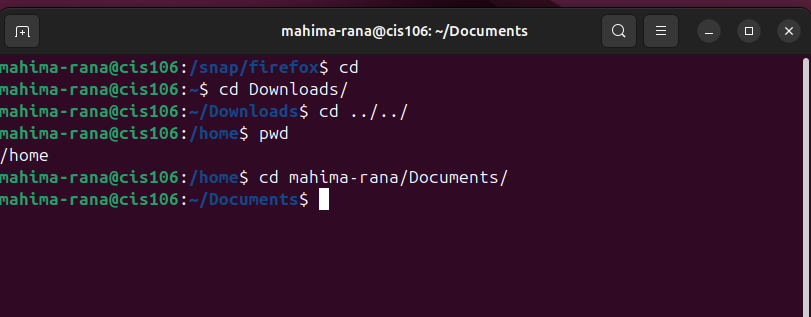 mahima-rana@cis106: ~/Documents
mahima-rana@cis106:/snap/firefox$ cd
mahima-rana@cis106:~$ cd Downloads/
mahima-rana@cis106:~/Downloads$ cd ../../
mahima-rana@cis106:/home$ pwd
/home
mahima-rana@cis106:/home$ cd mahima-rana/Documents/
mahima-rana@cis106:~/Documents$